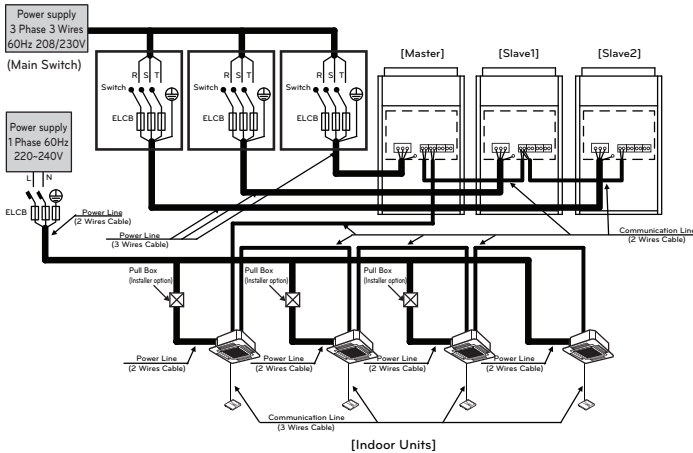 Power supply
3 Phase 3 Wires
60Hz 208/230V
(Main Switch)
[Master]
[Slave1]
[Slave2]
R S T
Switch
ELCB
R S T
Switch
ELCB
R S T
Switch
ELCB
Power supply
1 Phase 60Hz
220-240V
L N
ELCB
Power Line
(2 Wires Cable)
Power Line
(3 Wires Cable)
Communication Line
(2 Wires Cable)
Pull Box
(Installer option)
Pull Box
(Installer option)
Pull Box
(Installer option)
Power Line
(2 Wires Cable)
Power Line
(2 Wires Cable)
Power Line
(2 Wires Cable)
Power Line
(2 Wires Cable)
Communication Line
(3 Wires Cable)
[Indoor Units]